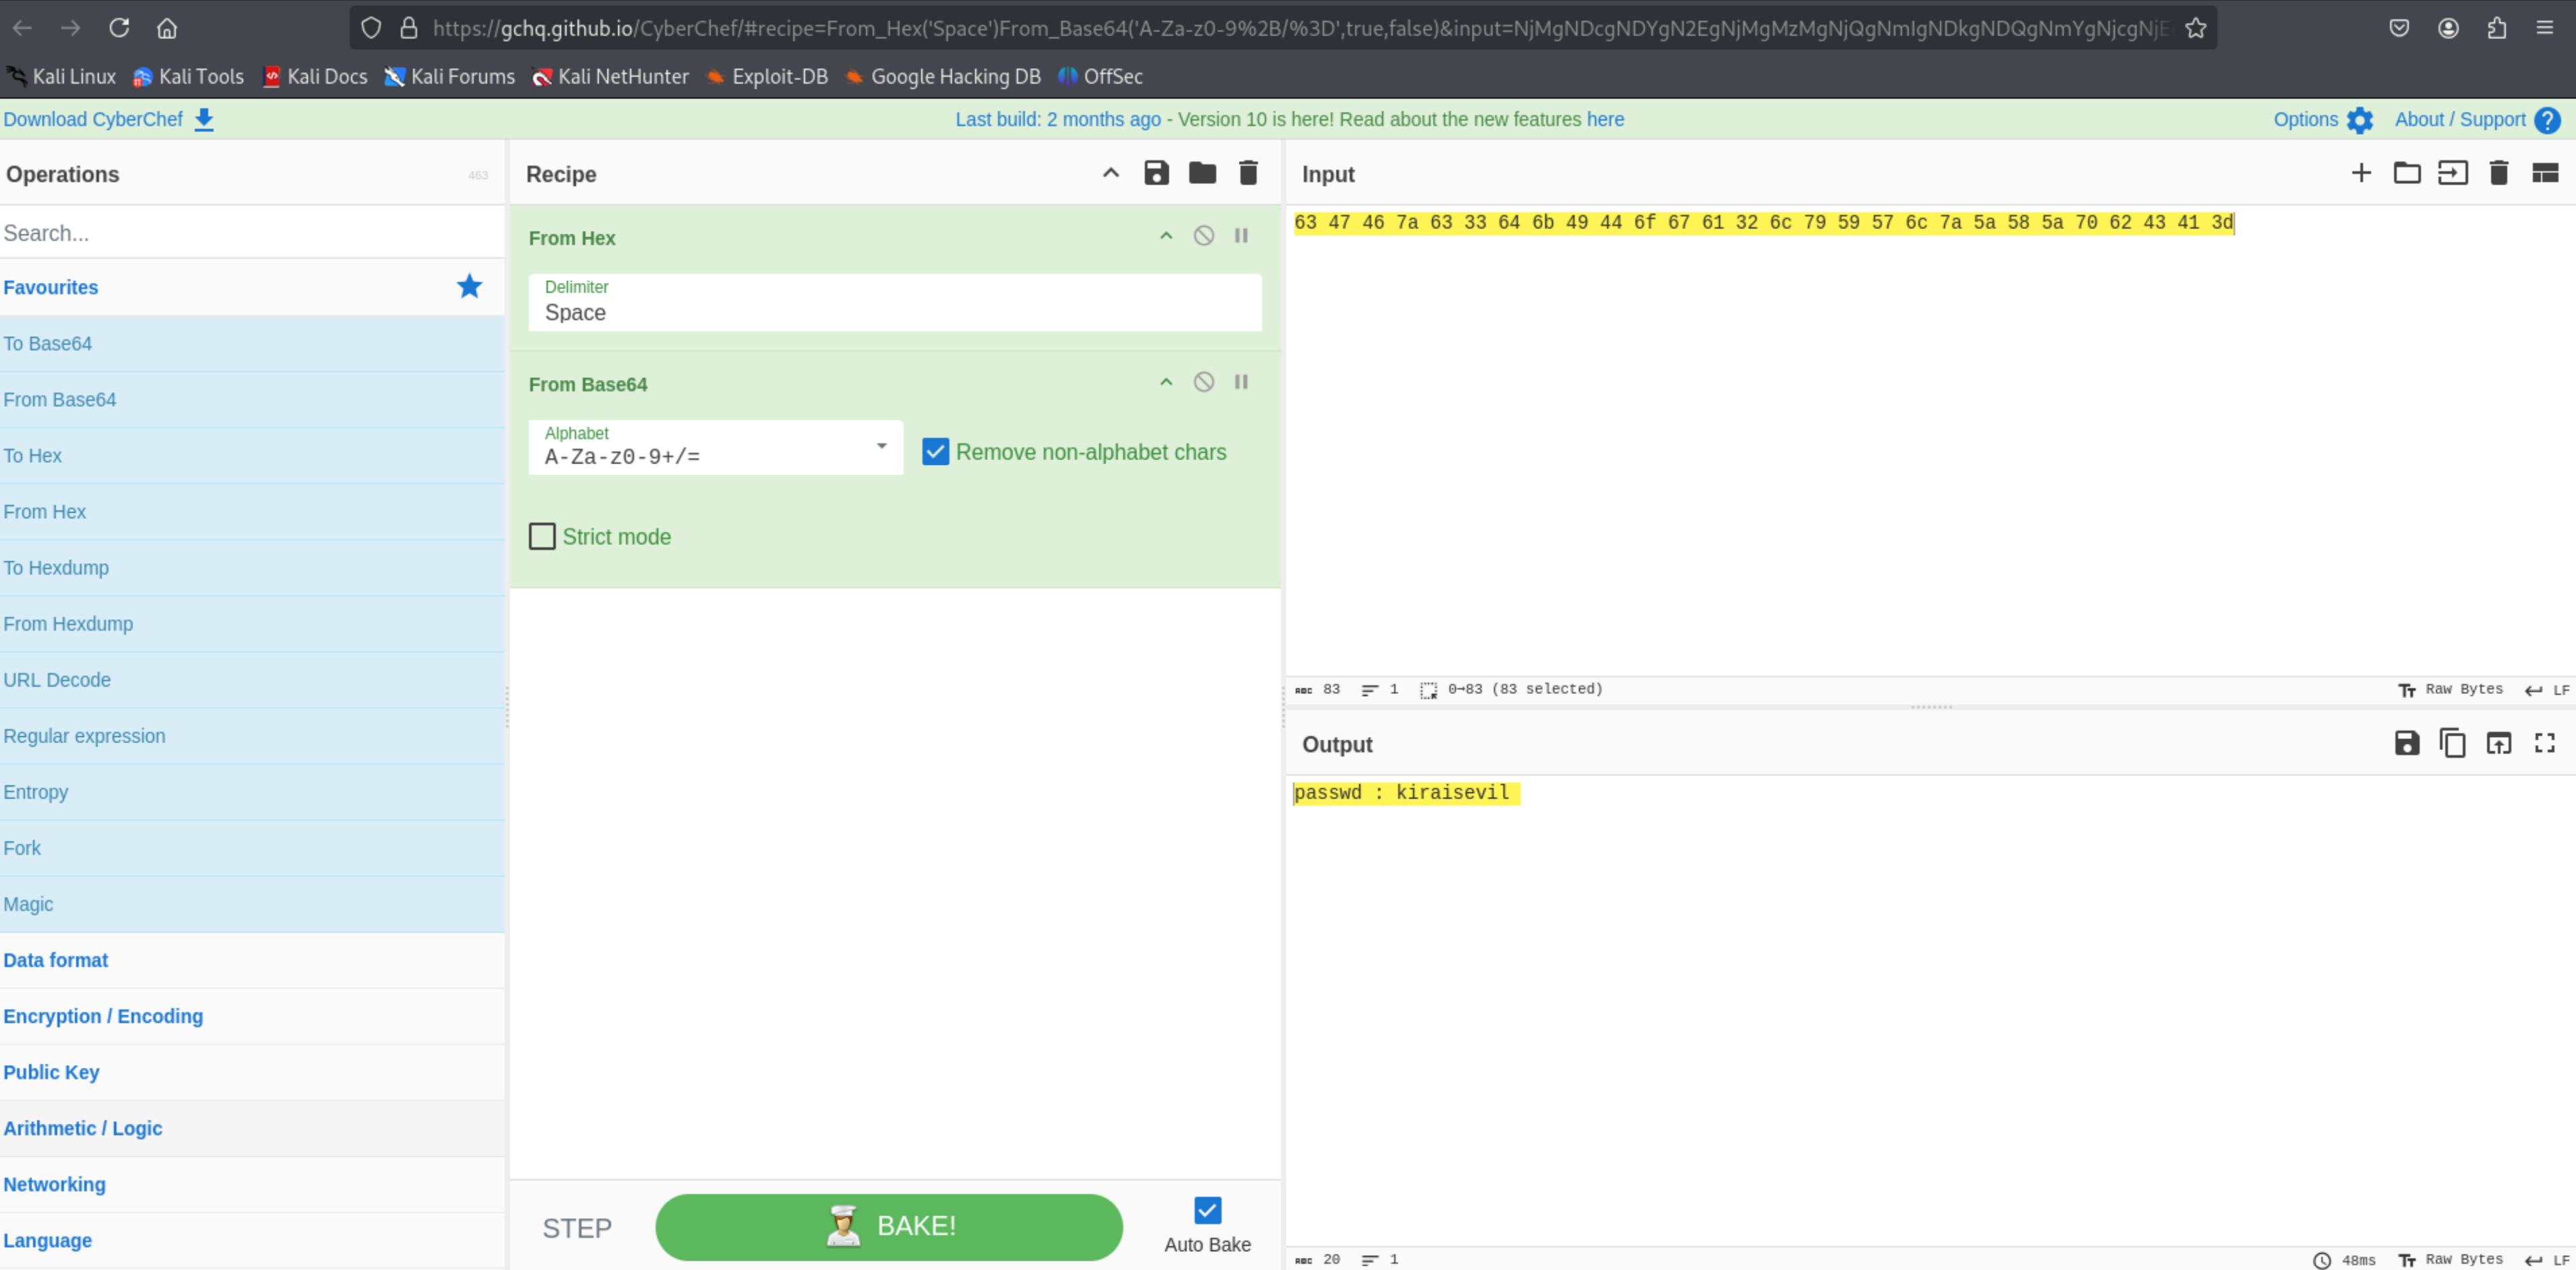 https://gchq.github.io/CyberChef/#recipe=From_Hex('Space')From_Base64('A-Za-z0-9%2B/%3D',true,false)&input=NjMgNDcgNDYgN2EgNjMgMzMgNjQgNmIgNDkgNDQgNmYgNjcgNjE
Kali Linux Kali Tools Kali Docs Kali Forums Kali NetHunter Exploit-DB Google Hacking DB OffSec
Download CyberChef Last build: 2 months ago - Version 10 is here! Read about the new features here Options About / Support
Operations 463
Search...
Favourites
To Base64
From Base64
To Hex
From Hex
To Hexdump
From Hexdump
URL Decode
Regular expression
Entropy
Fork
Magic
Data format
Encryption / Encoding
Public Key
Arithmetic / Logic
Networking
Language
Recipe
From Hex
Delimiter
Space
From Base64
Alphabet
A-Za-z0-9+/=
Remove non-alphabet chars
Strict mode
STEP
BAKE!
Auto Bake
Input
63 47 46 7a 63 33 64 6b 49 44 6f 67 61 32 6c 79 59 57 6c 7a 5a 58 5a 70 62 43 41 3d
ABC 83 1 0→83 (83 selected) Raw Bytes LF
Output
passwd : kiraisevil
ABC 20 1 48ms Raw Bytes LF